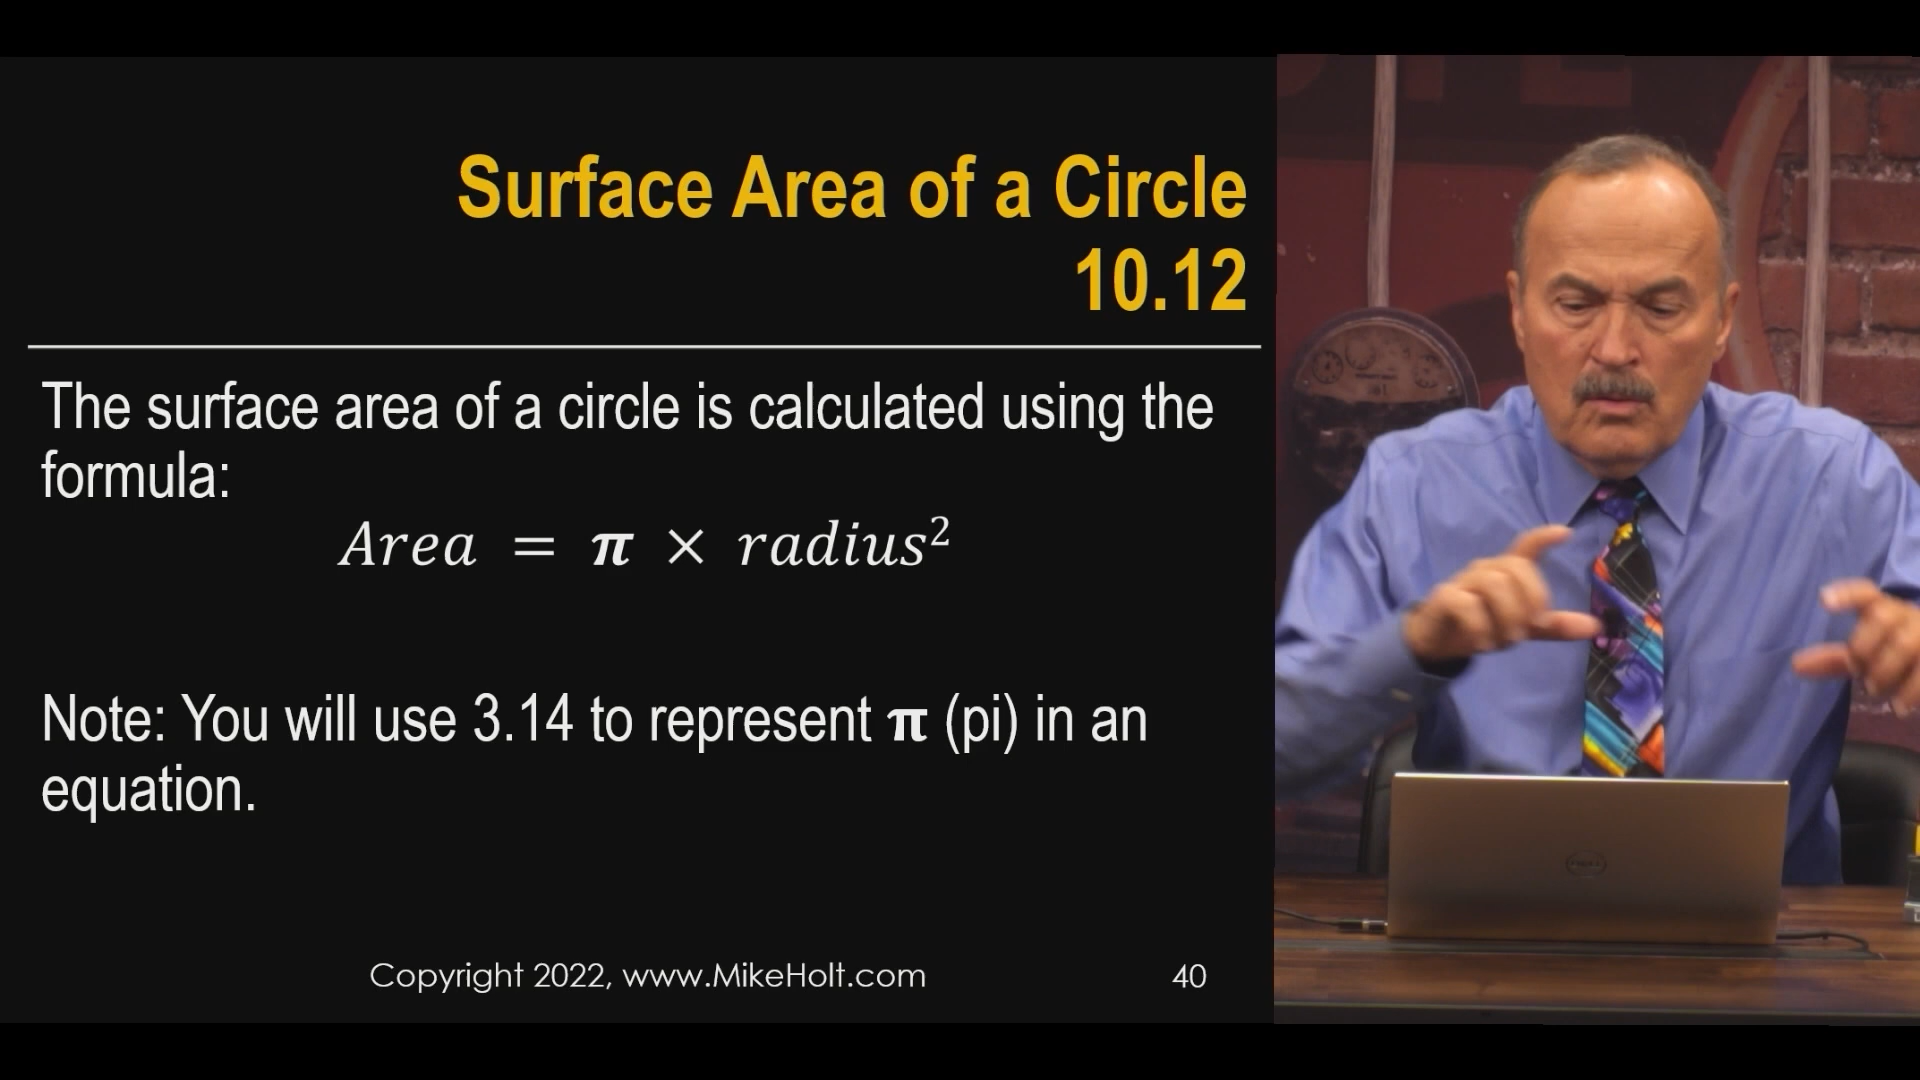 Surface Area of a Circle
10.12
The surface area of a circle is calculated using the
formula:
Area = π × radius²
Note: You will use 3.14 to represent π (pi) in an
equation.
Copyright 2022, www.MikeHolt.com
40